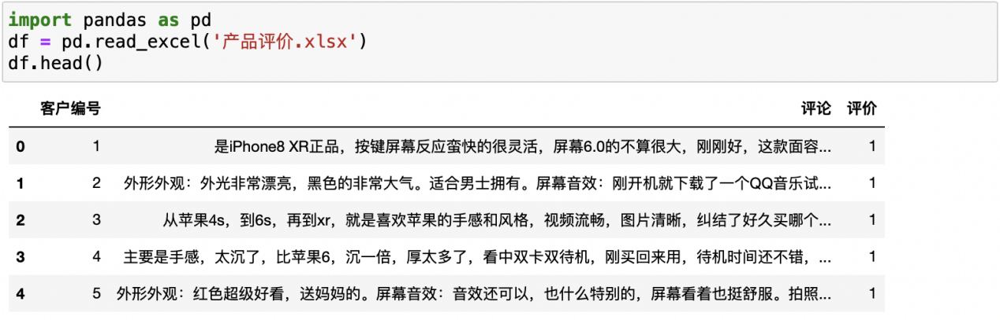 import pandas as pd
df = pd.read_excel('产品评价.xlsx')
df.head()
客户编号 评论 评价
0 1 是iPhone8 XR正品，按键屏幕反应蛮快的很灵活，屏幕6.0的不算很大，刚刚好，这款面容... 1
1 2 外形外观：外光非常漂亮，黑色的非常大气。适合男士拥有。屏幕音效：刚开机就下载了一个QQ音乐试... 1
2 3 从苹果4s，到6s，再到xr，就是喜欢苹果的手感和风格，视频流畅，图片清晰，纠结了好久买哪个... 1
3 4 主要是手感，太沉了，比苹果6，沉一倍，厚太多了，看中双卡双待机，刚买回来用，待机时间还不错，... 1
4 5 外形外观：红色超级好看，送妈妈的。屏幕音效：音效还可以，也什么特别的，屏幕看着也挺舒服。拍照... 1